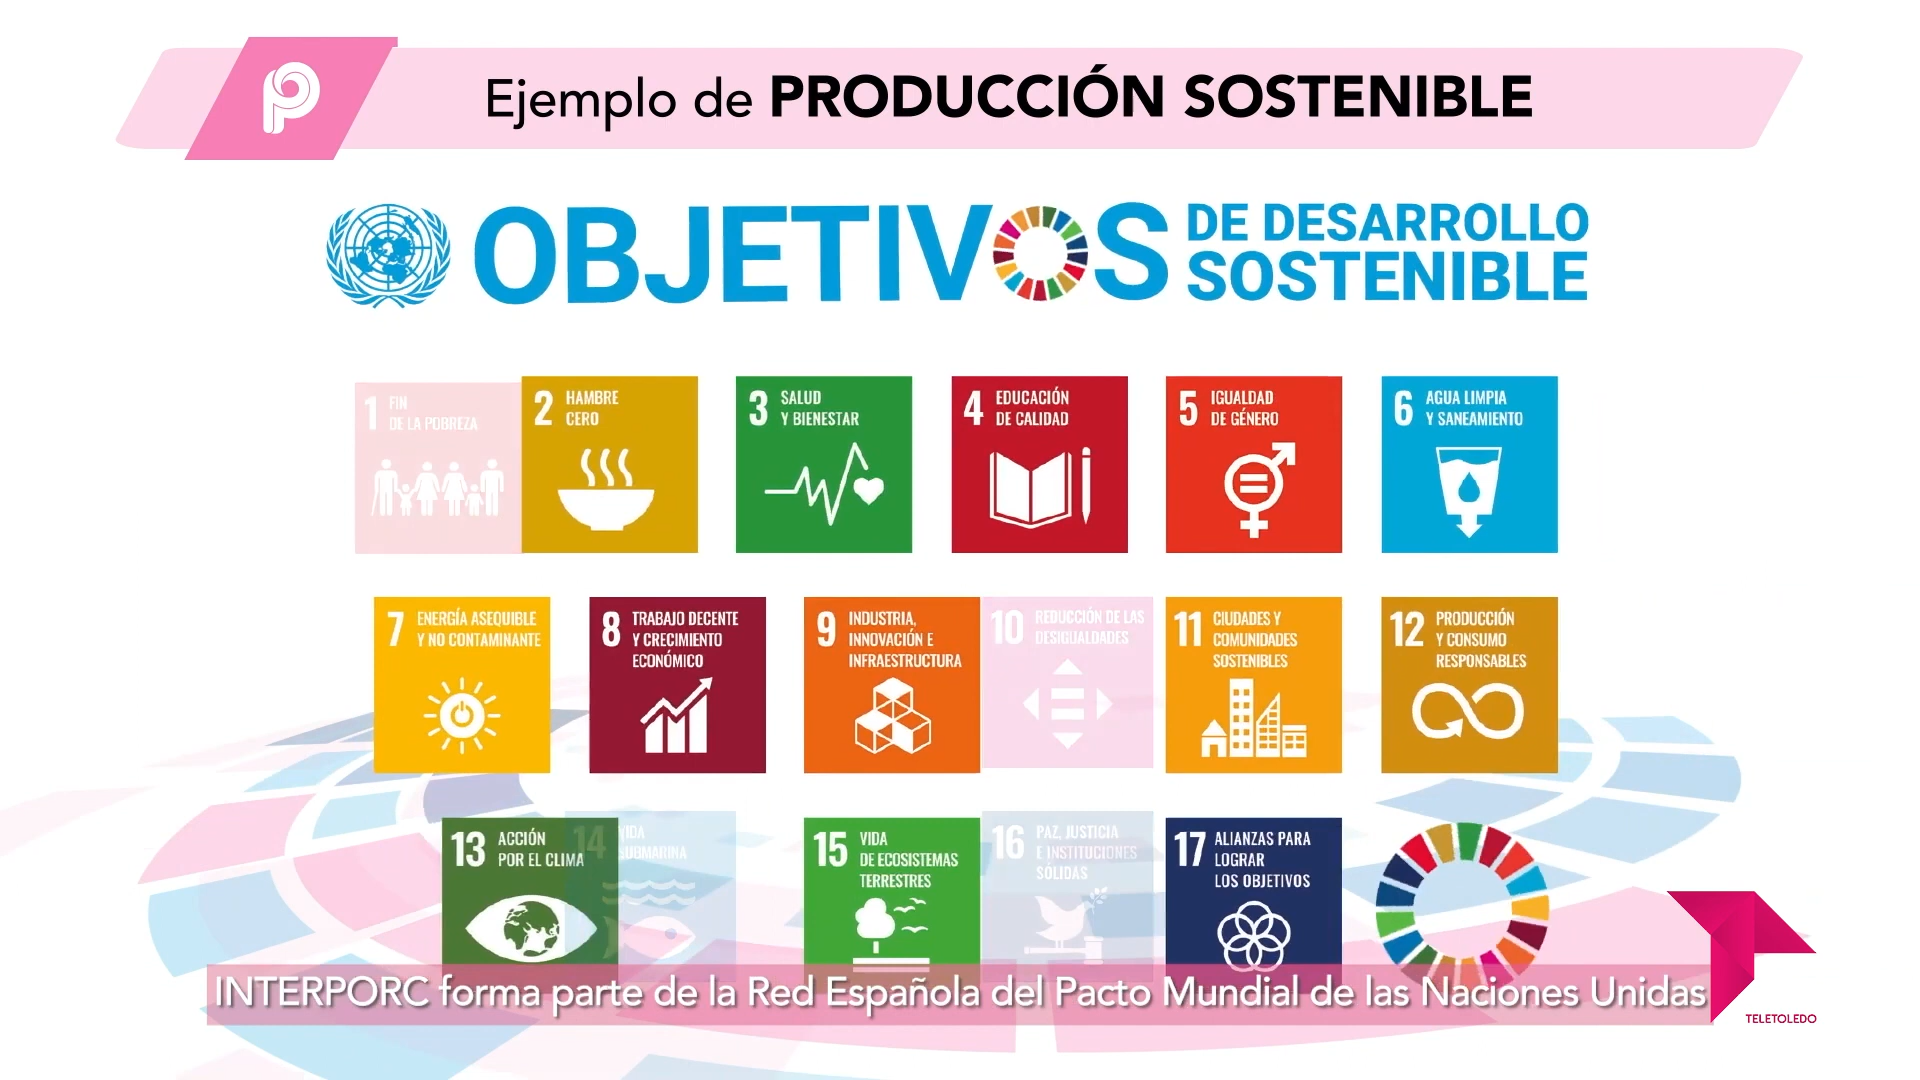 Ejemplo de PRODUCCIÓN SOSTENIBLE
OBJETIVOS
DE DESARROLLO
SOSTENIBLE
1 FIN
DE LA POBREZA
2 HAMBRE
CERO
3 SALUD
Y BIENESTAR
4 EDUCACIÓN
DE CALIDAD
5 IGUALDAD
DE GÉNERO
6 AGUA LIMPIA
Y SANEAMIENTO
7 ENERGÍA ASEQUIBLE
Y NO CONTAMINANTE
8 TRABAJO DECENTE
Y CRECIMIENTO
ECONÓMICO
9 INDUSTRIA,
INNOVACIÓN E
INFRAESTRUCTURA
10 REDUCCIÓN DE LAS
DESIGUALDADES
11 CIUDADES Y
COMUNIDADES
SOSTENIBLES
12 PRODUCCIÓN
Y CONSUMO
RESPONSABLES
13 ACCIÓN
POR EL CLIMA
14 VIDA
SUBMARINA
15 VIDA
DE ECOSISTEMAS
TERRESTRES
16 PAZ, JUSTICIA
E INSTITUCIONES
SÓLIDAS
17 ALIANZAS PARA
LOGRAR
LOS OBJETIVOS
INTERPORC forma parte de la Red Española del Pacto Mundial de las Naciones Unidas
TELETOLEDO